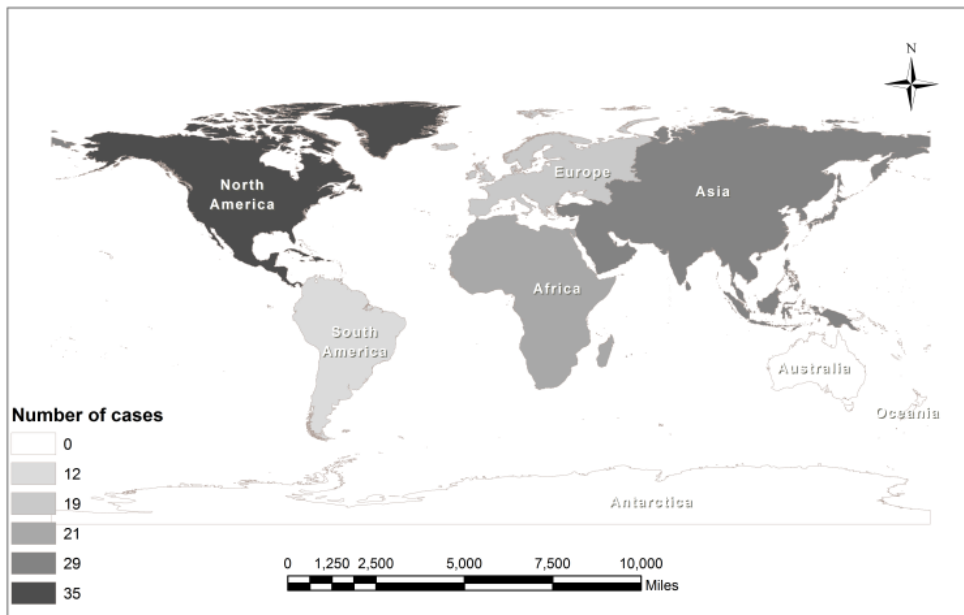 N
North
America
Europe
Asia
Africa
South
America
Australia
Oceania
Antarctica
Number of cases
0
12
19
21
29
35
0 1,250 2,500 5,000 7,500 10,000
Miles